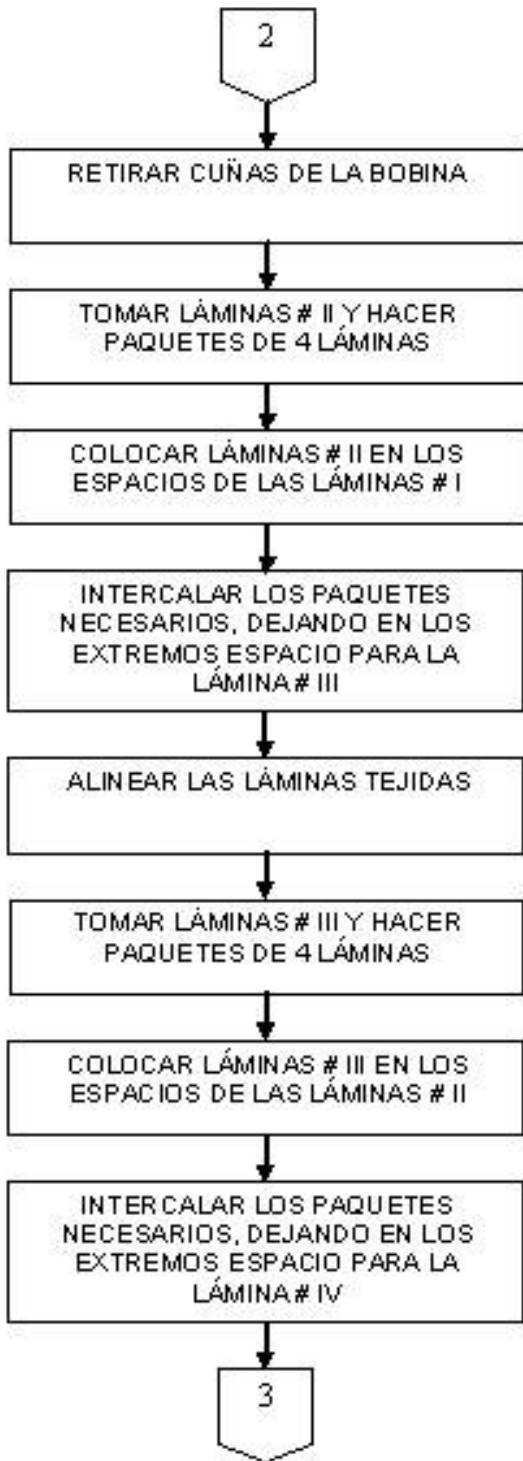 2
RETIRAR CUÑAS DE LA BOBINA
TOMAR LÁMINAS # II Y HACER
PAQUETES DE 4 LÁMINAS
COLOCAR LÁMINAS # II EN LOS
ESPACIOS DE LAS LÁMINAS # I
INTERCALAR LOS PAQUETES
NECESARIOS, DEJANDO EN LOS
EXTREMOS ESPACIO PARA LA
LÁMINA # III
ALINEAR LAS LÁMINAS TEJIDAS
TOMAR LÁMINAS # III Y HACER
PAQUETES DE 4 LÁMINAS
COLOCAR LÁMINAS # III EN LOS
ESPACIOS DE LAS LÁMINAS # II
INTERCALAR LOS PAQUETES
NECESARIOS, DEJANDO EN LOS
EXTREMOS ESPACIO PARA LA
LÁMINA # IV
3